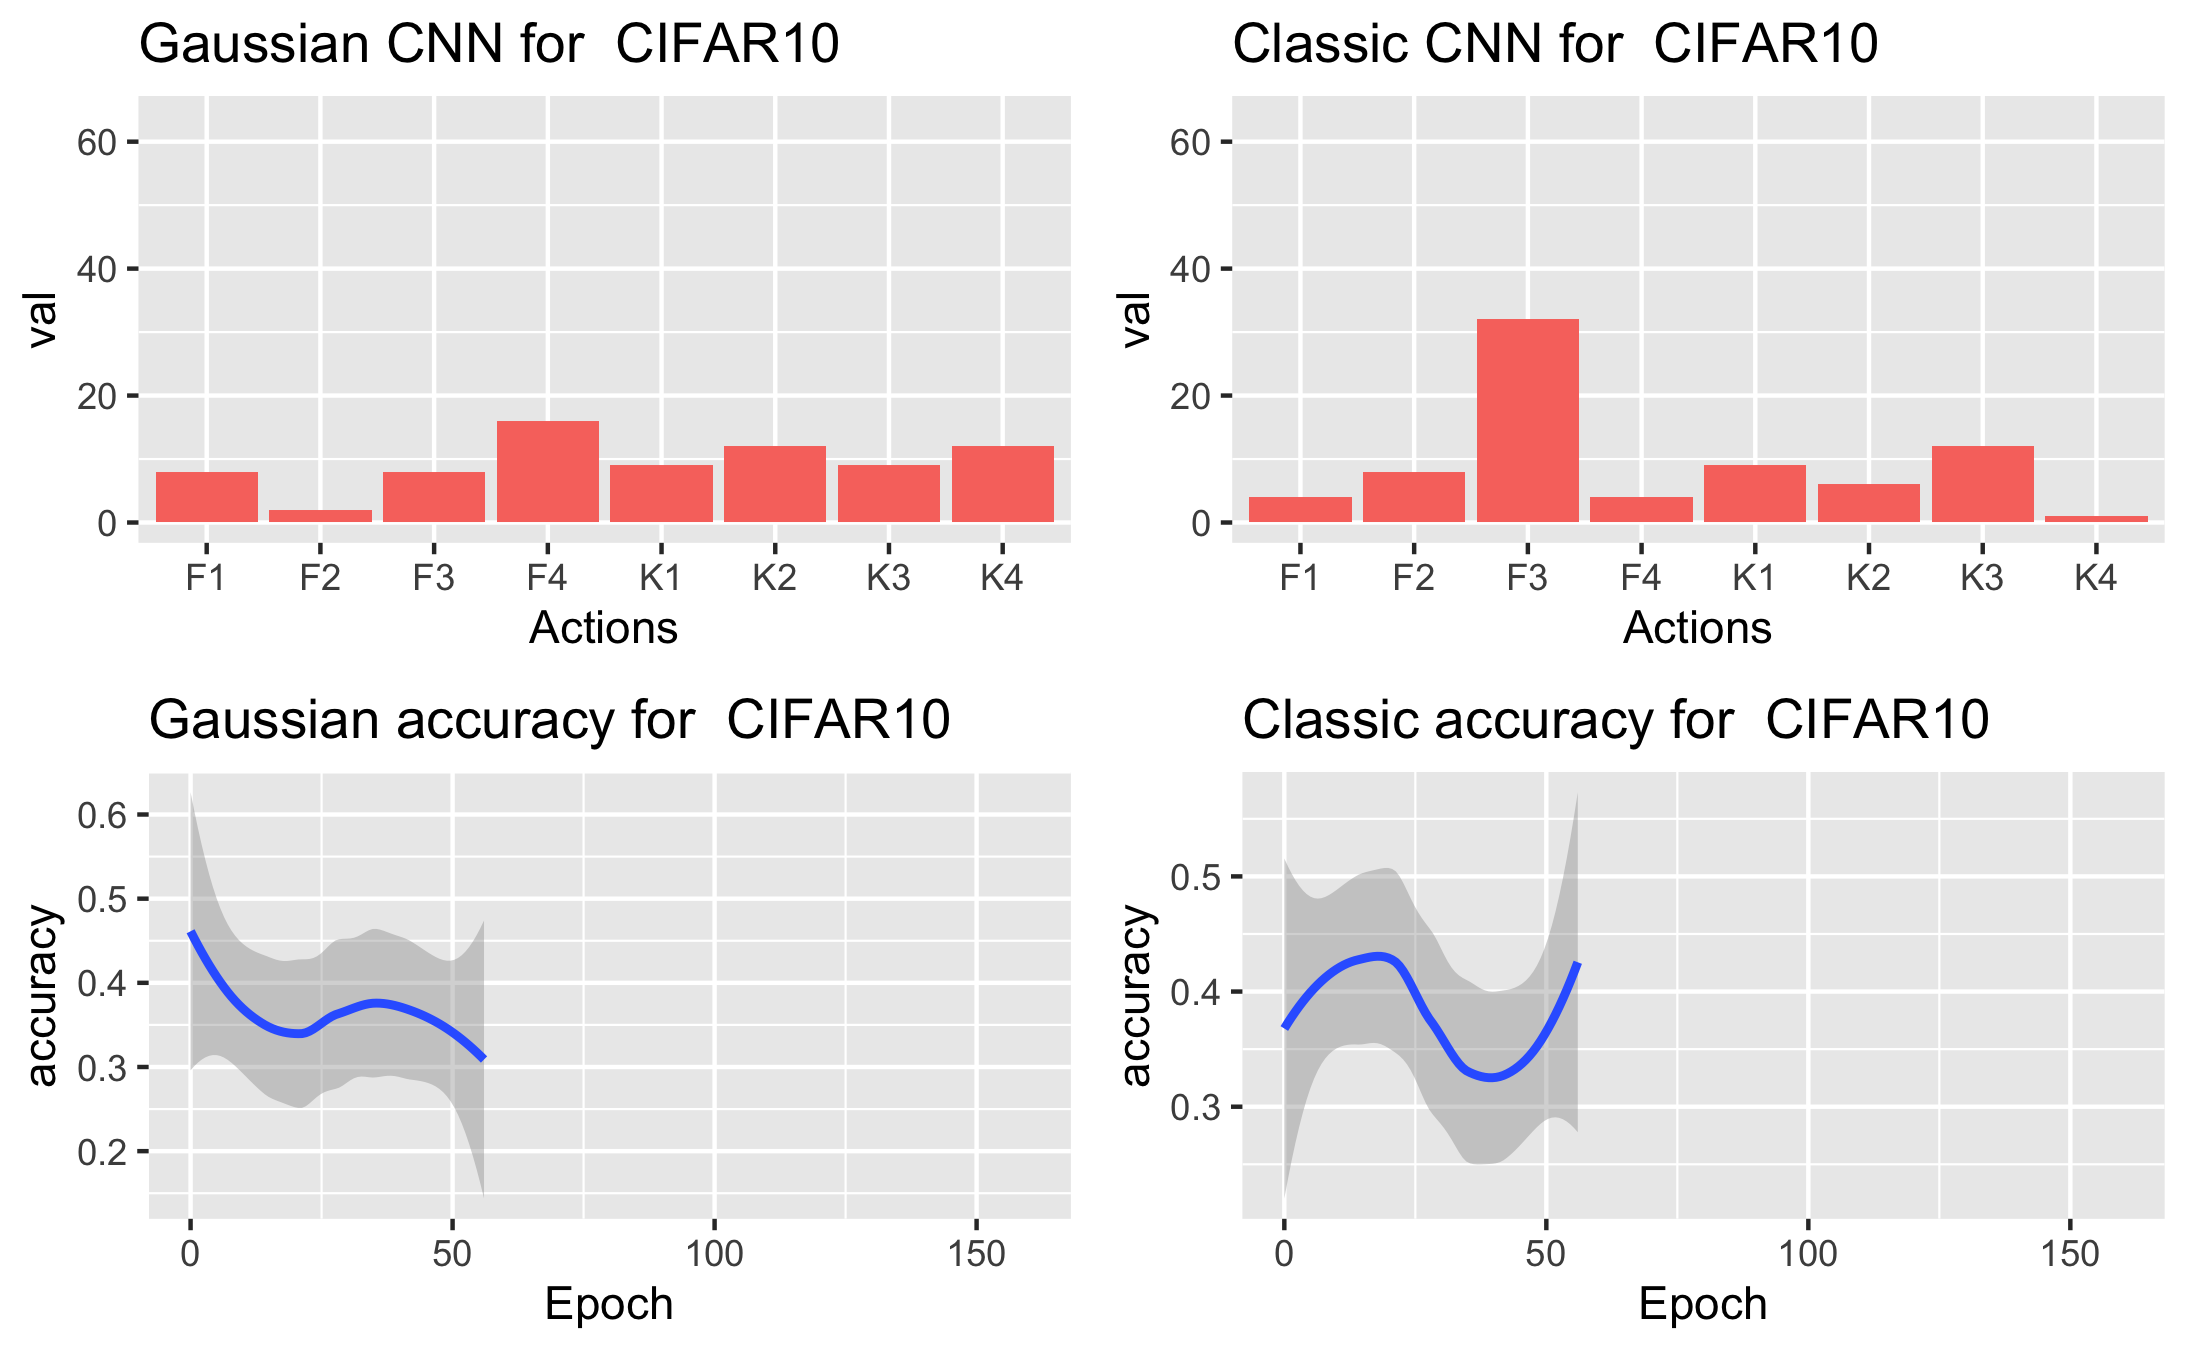 Gaussian CNN for  CIFAR10
60
40
20
0
val
F1 F2 F3 F4 K1 K2 K3 K4
Actions
Classic CNN for  CIFAR10
60
40
20
0
val
F1 F2 F3 F4 K1 K2 K3 K4
Actions
Gaussian accuracy for  CIFAR10
0.6
0.5
0.4
0.3
0.2
accuracy
0 50 100 150
Epoch
Classic accuracy for  CIFAR10
0.5
0.4
0.3
accuracy
0 50 100 150
Epoch